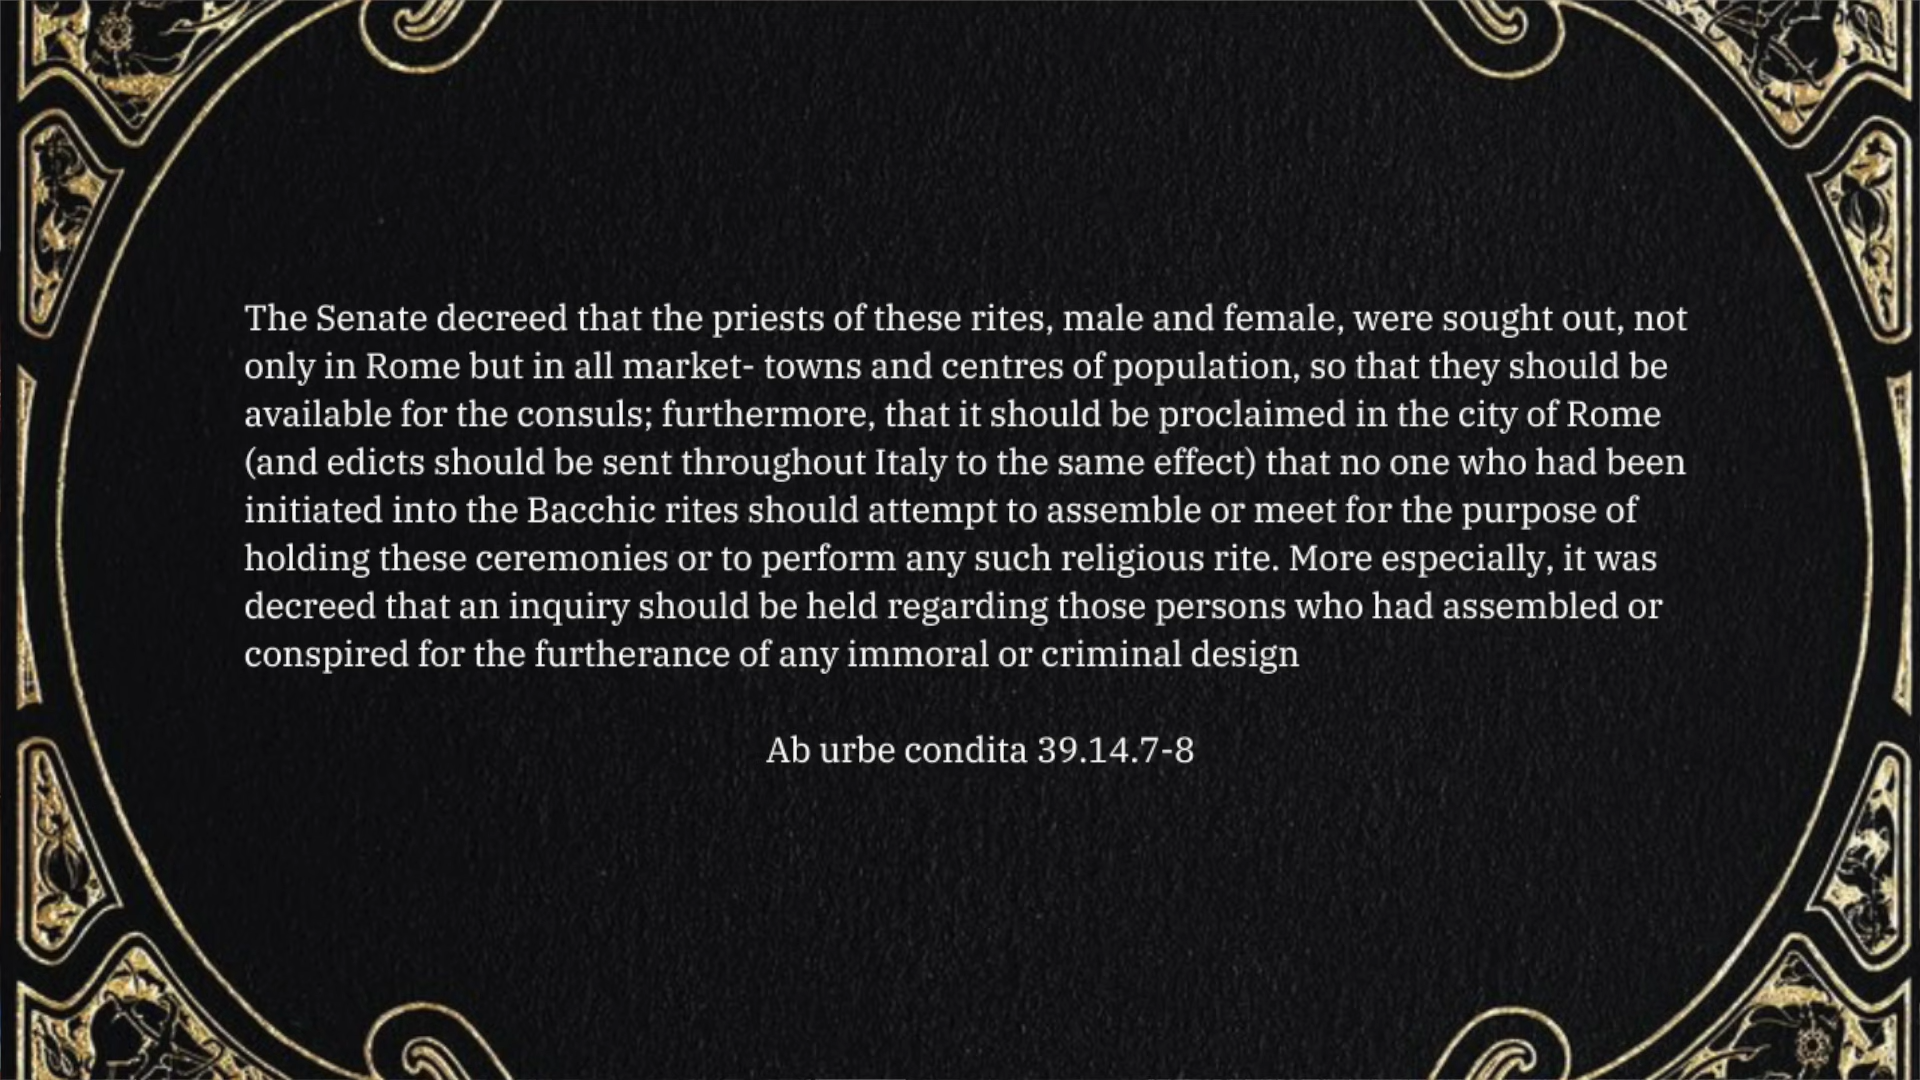 The Senate decreed that the priests of these rites, male and female, were sought out, not
only in Rome but in all market- towns and centres of population, so that they should be
available for the consuls; furthermore, that it should be proclaimed in the city of Rome
(and edicts should be sent throughout Italy to the same effect) that no one who had been
initiated into the Bacchic rites should attempt to assemble or meet for the purpose of
holding these ceremonies or to perform any such religious rite. More especially, it was
decreed that an inquiry should be held regarding those persons who had assembled or
conspired for the furtherance of any immoral or criminal design
Ab urbe condita 39.14.7-8